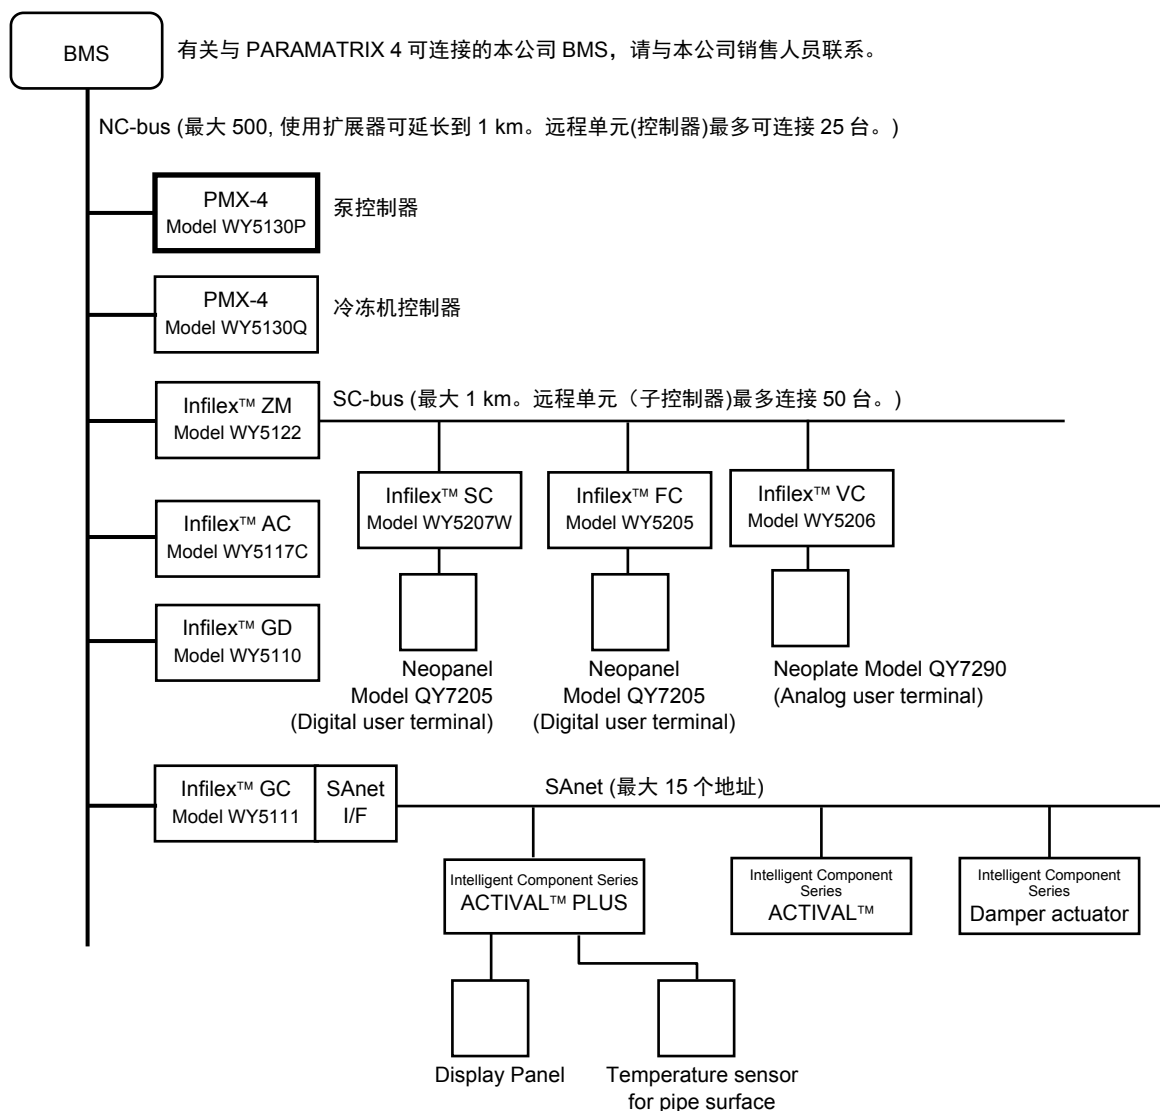 BMS
有关与 PARAMATRIX 4 可连接的本公司 BMS，请与本公司销售人员联系。
NC-bus (最大 500, 使用扩展器可延长到 1 km。远程单元(控制器)最多可连接 25 台。)
PMX-4
Model WY5130P
泵控制器
PMX-4
Model WY5130Q
冷冻机控制器
Infilex™ ZM
Model WY5122
SC-bus (最大 1 km。远程单元（子控制器)最多连接 50 台。)
Infilex™ SC
Model WY5207W
Infilex™ FC
Model WY5205
Infilex™ VC
Model WY5206
Infilex™ AC
Model WY5117C
Infilex™ GD
Model WY5110
Neopanel
Model QY7205
(Digital user terminal)
Neopanel
Model QY7205
(Digital user terminal)
Neoplate Model QY7290
(Analog user terminal)
Infilex™ GC
Model WY5111
SAnet
I/F
SAnet (最大 15 个地址)
Intelligent Component Series
ACTIVAL™ PLUS
Intelligent Component
Series
ACTIVAL™
Intelligent Component
Series
Damper actuator
Display Panel
Temperature sensor
for pipe surface